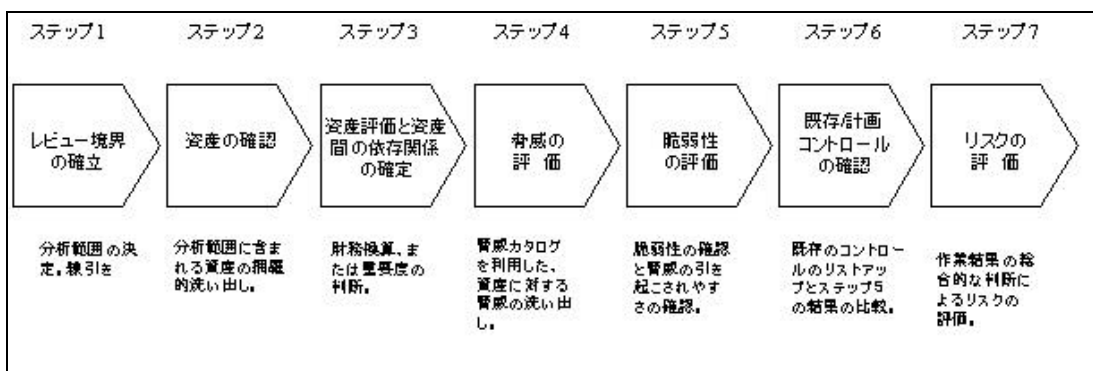 ステップ1
ステップ2
ステップ3
ステップ4
ステップ5
ステップ6
ステップ7
レビュー境界
の確立
資産の確認
資産評価と資産
間の依存関係
の確定
脅威の
評 価
脆弱性
の評価
既存/計画
コントロール
の確認
リスクの
評 価
分析範囲の決
定。線引き
分析範囲に含ま
れる資産の網羅
的洗い出し。
財務換算、ま
たは重要度の
判断。
脅威カタログ
を利用した、
資産に対する
脅威の洗い出
し。
脆弱性の確認
と脅威の引き
起こされやす
さの確認。
既存のコントロー
ルのリストアッ
プとステップ5
の結果の比較。
作業結果の総
合的な判断に
よるリスクの
評価。